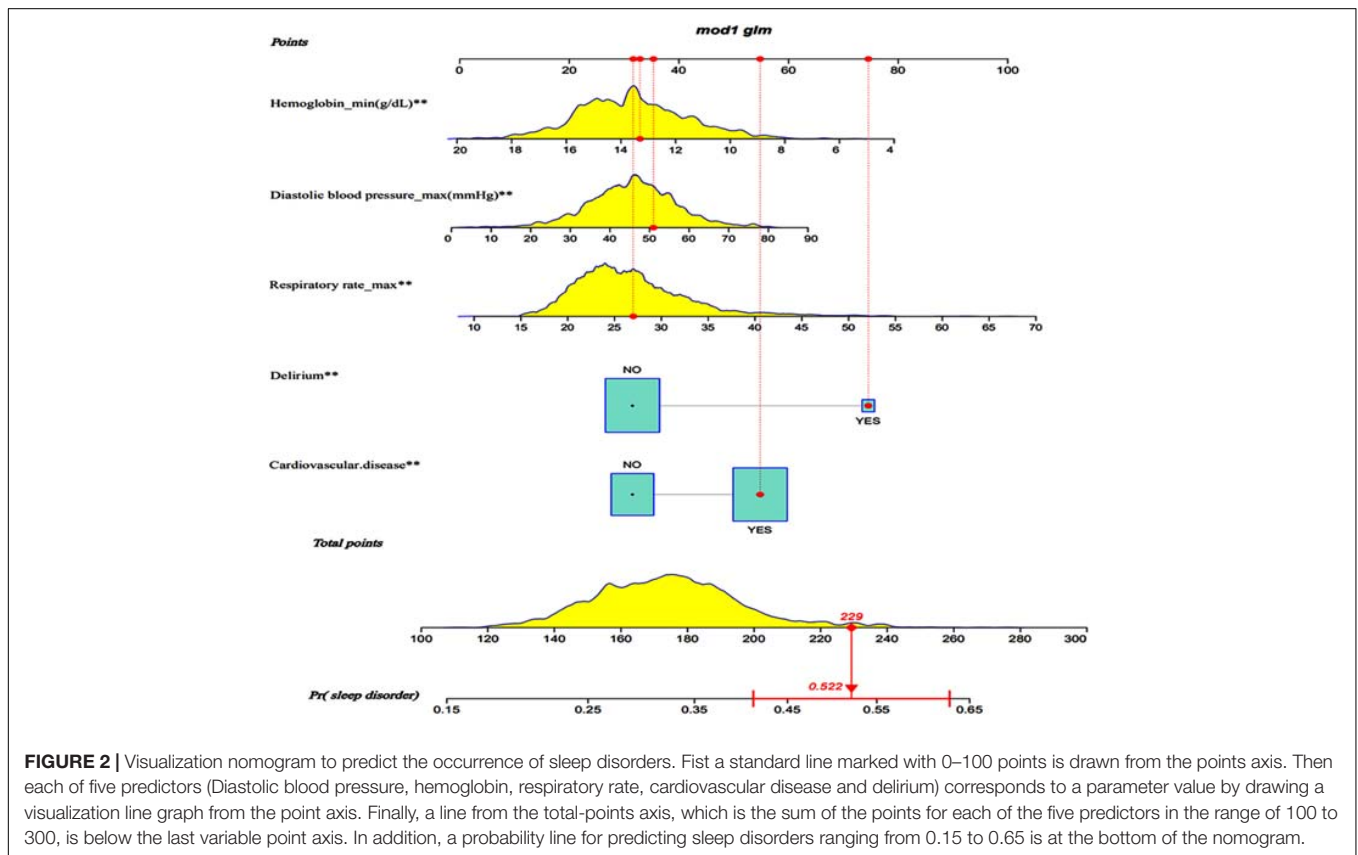 mod1 glm
Points
0 20 40 60 80 100
Hemoglobin_min(g/dL)**
20 18 16 14 12 10 8 6 4
Diastolic blood pressure_max(mmHg)**
0 10 20 30 40 50 60 70 80 90
Respiratory rate_max**
10 15 20 25 30 35 40 45 50 55 60 65 70
Delirium**
NO
YES
Cardiovascular.disease**
NO
YES
Total points
229
100 120 140 160 180 200 220 240 260 280 300
0.522
Pr( sleep disorder)
0.15 0.25 0.35 0.45 0.55 0.65
FIGURE 2 | Visualization nomogram to predict the occurrence of sleep disorders. Fist a standard line marked with 0–100 points is drawn from the points axis. Then
each of five predictors (Diastolic blood pressure, hemoglobin, respiratory rate, cardiovascular disease and delirium) corresponds to a parameter value by drawing a
visualization line graph from the point axis. Finally, a line from the total-points axis, which is the sum of the points for each of the five predictors in the range of 100 to
300, is below the last variable point axis. In addition, a probability line for predicting sleep disorders ranging from 0.15 to 0.65 is at the bottom of the nomogram.